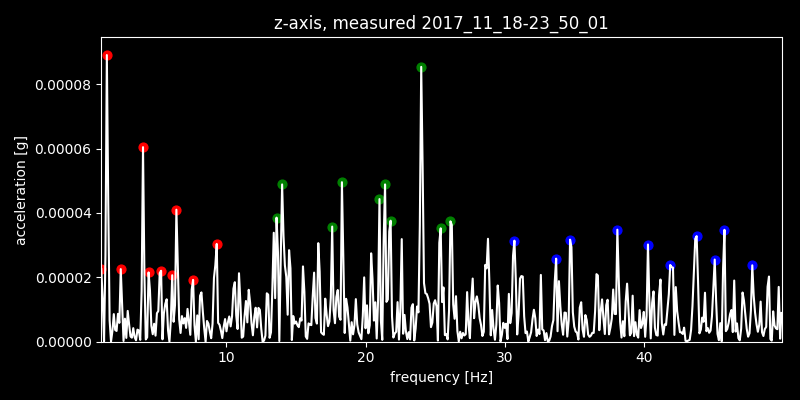 z-axis, measured 2017_11_18-23_50_01
0.00008
0.00006
0.00004
0.00002
0.00000
acceleration [g]
10 20 30 40
frequency [Hz]